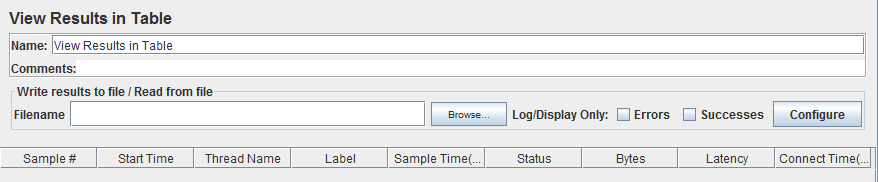 View Results in Table
Name: View Results in Table
Comments:
Write results to file / Read from file
Filename Browse... Log/Display Only: Errors Successes Configure
Sample # Start Time Thread Name Label Sample Time(... Status Bytes Latency Connect Time(...